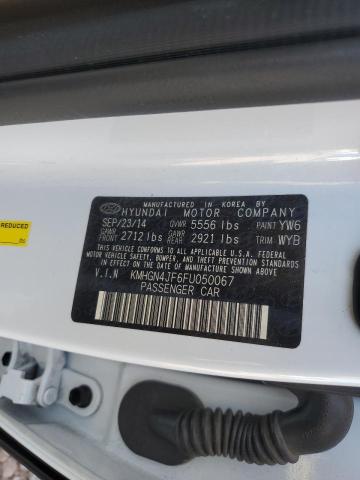 REDUCED
MANUFACTURED IN KOREA BY
HYUNDAI MOTOR COMPANY
SEP/23/14 GVWR 5556 lbs PAINT YW6
GAWR FRONT 2712 lbs GAWR REAR 2921 lbs TRIM WYB
THIS VEHICLE CONFORMS TO ALL APPLICABLE U.S.A. FEDERAL
MOTOR VEHICLE SAFETY, BUMPER, AND THEFT PREVENTION
STANDARDS IN EFFECT ON THE DATE OF MANUFACTURE SHOWN ABOVE.
V.I.N KMHGN4JF6FU050067
PASSENGER CAR